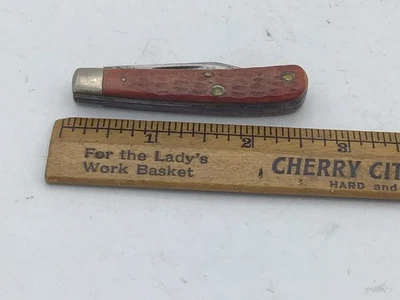 1 2 3
For the Lady's
Work Basket
CHERRY CIT
HARD and